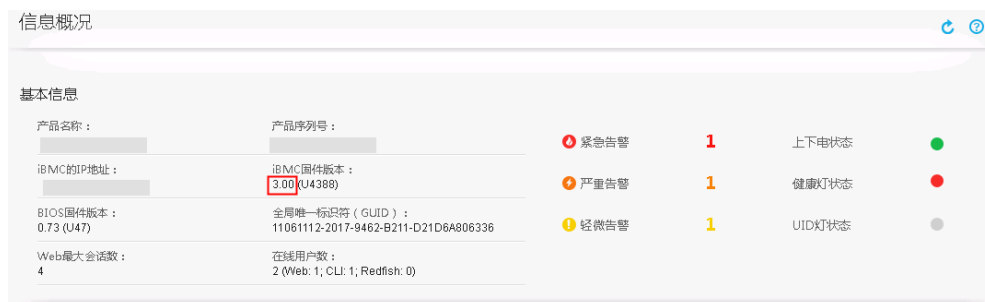 信息概况
基本信息
产品名称：
产品序列号：
紧急告警 1
上下电状态
iBMC的IP地址：
iBMC固件版本：
3.00 (U4388)
严重告警 1
健康灯状态
BIOS固件版本：
0.73 (U47)
全局唯一标识符 ( GUID ) ：
11061112-2017-9462-B211-D21D6A806336
轻微告警 1
UID灯状态
Web最大会话数：
4
在线用户数：
2 (Web: 1; CLI: 1; Redfish: 0)